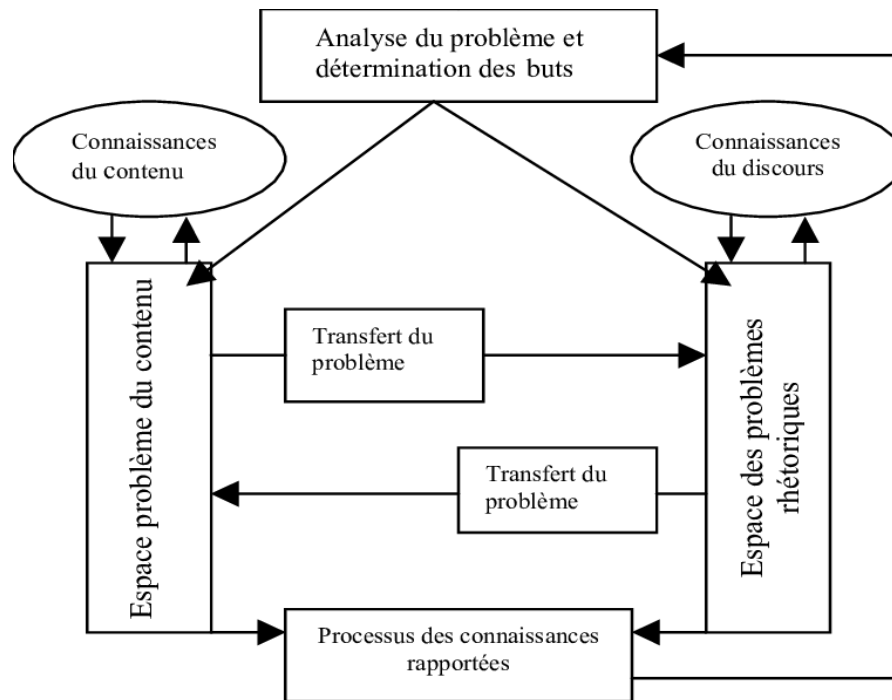 Analyse du problème et
détermination des buts
Connaissances
du contenu
Connaissances
du discours
Espace problème du contenu
Transfert du
problème
Transfert du
problème
Espace des problèmes
rhétoriques
Processus des connaissances
rapportées